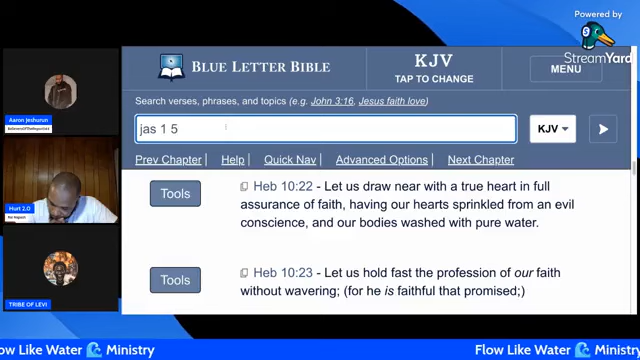 Powered by
StreamYard
BLUE LETTER BIBLE
KJV
TAP TO CHANGE
MENU
Search verses, phrases, and topics (e.g. John 3:16, Jesus faith love)
jas 1 5
KJV
Prev Chapter | Help | Quick Nav | Advanced Options | Next Chapter
Tools
Heb 10:22 - Let us draw near with a true heart in full
assurance of faith, having our hearts sprinkled from an evil
conscience, and our bodies washed with pure water.
Tools
Heb 10:23 - Let us hold fast the profession of our faith
without wavering; (for he is faithful that promised;)
Aaron Jeshurun
Hurt 2.0
TRIBE OF LEVI
ow Like Water Ministry
Flow Like Water Ministry